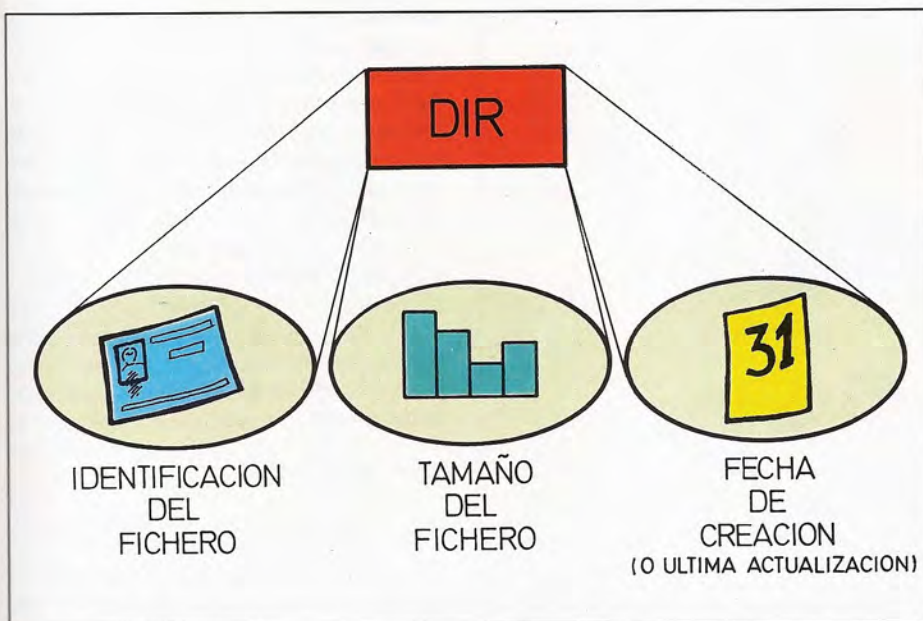 DIR
31
IDENTIFICACION
DEL
FICHERO
TAMAÑO
DEL
FICHERO
FECHA
DE
CREACION
(O ULTIMA ACTUALIZACION)